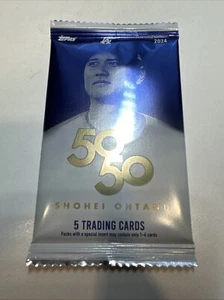 Topps
2024
50
50
SHOHEI OHTANI
5 TRADING CARDS
Packs with a special insert may contain only 1-4 cards